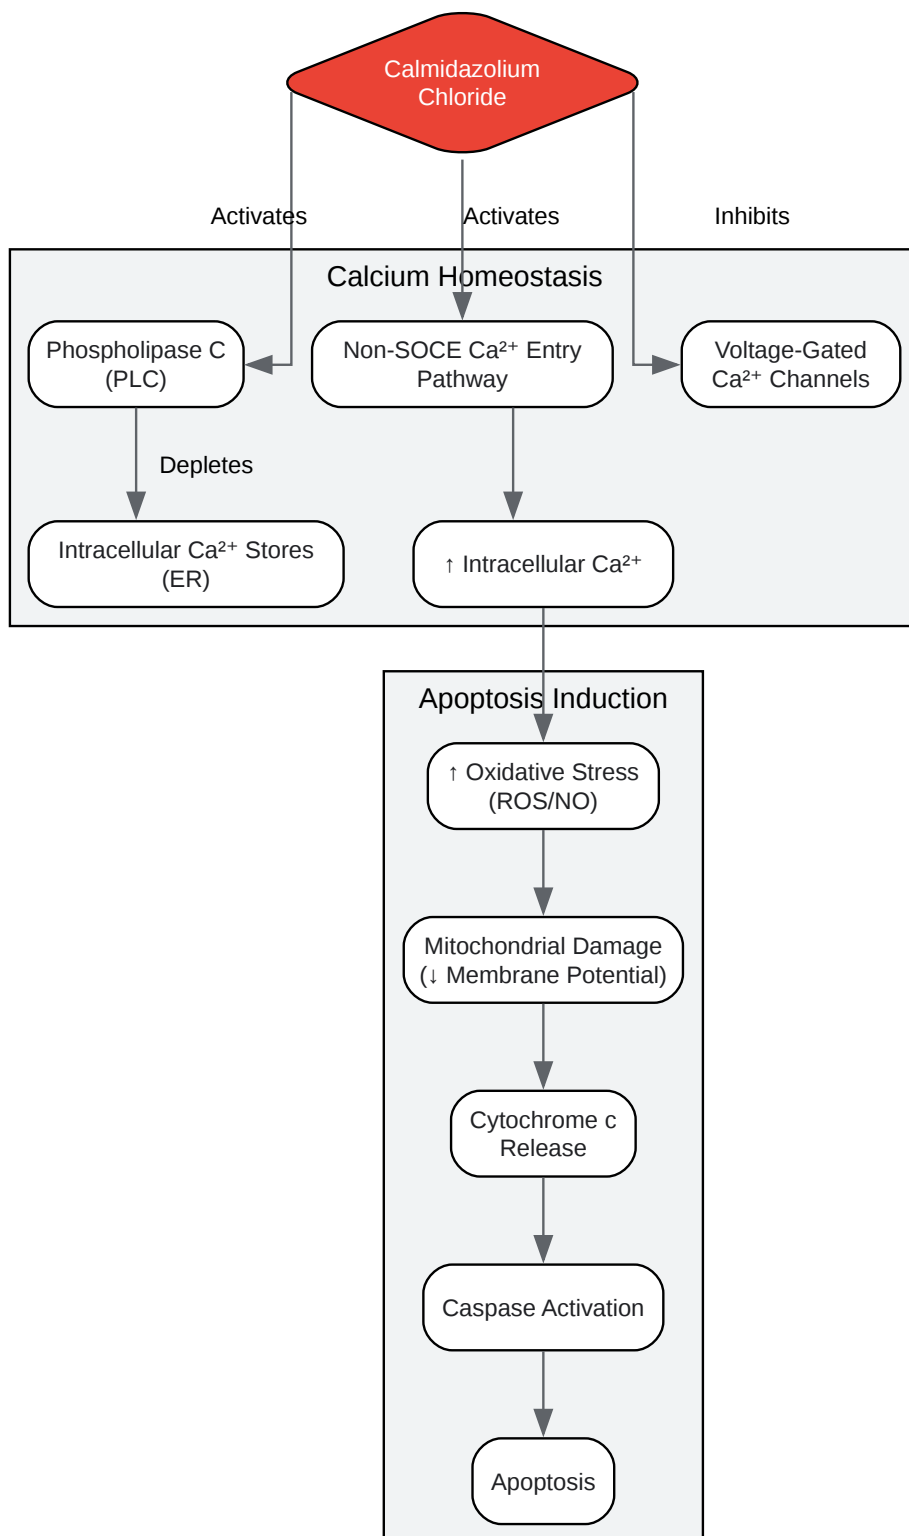 Calmidazolium
Chloride
Activates
Activates
Inhibits
Calcium Homeostasis
Phospholipase C
(PLC)
Non-SOCE Ca²⁺ Entry
Pathway
Voltage-Gated
Ca²⁺ Channels
Depletes
Intracellular Ca²⁺ Stores
(ER)
↑ Intracellular Ca²⁺
Apoptosis Induction
↑ Oxidative Stress
(ROS/NO)
Mitochondrial Damage
(↓ Membrane Potential)
Cytochrome c
Release
Caspase Activation
Apoptosis